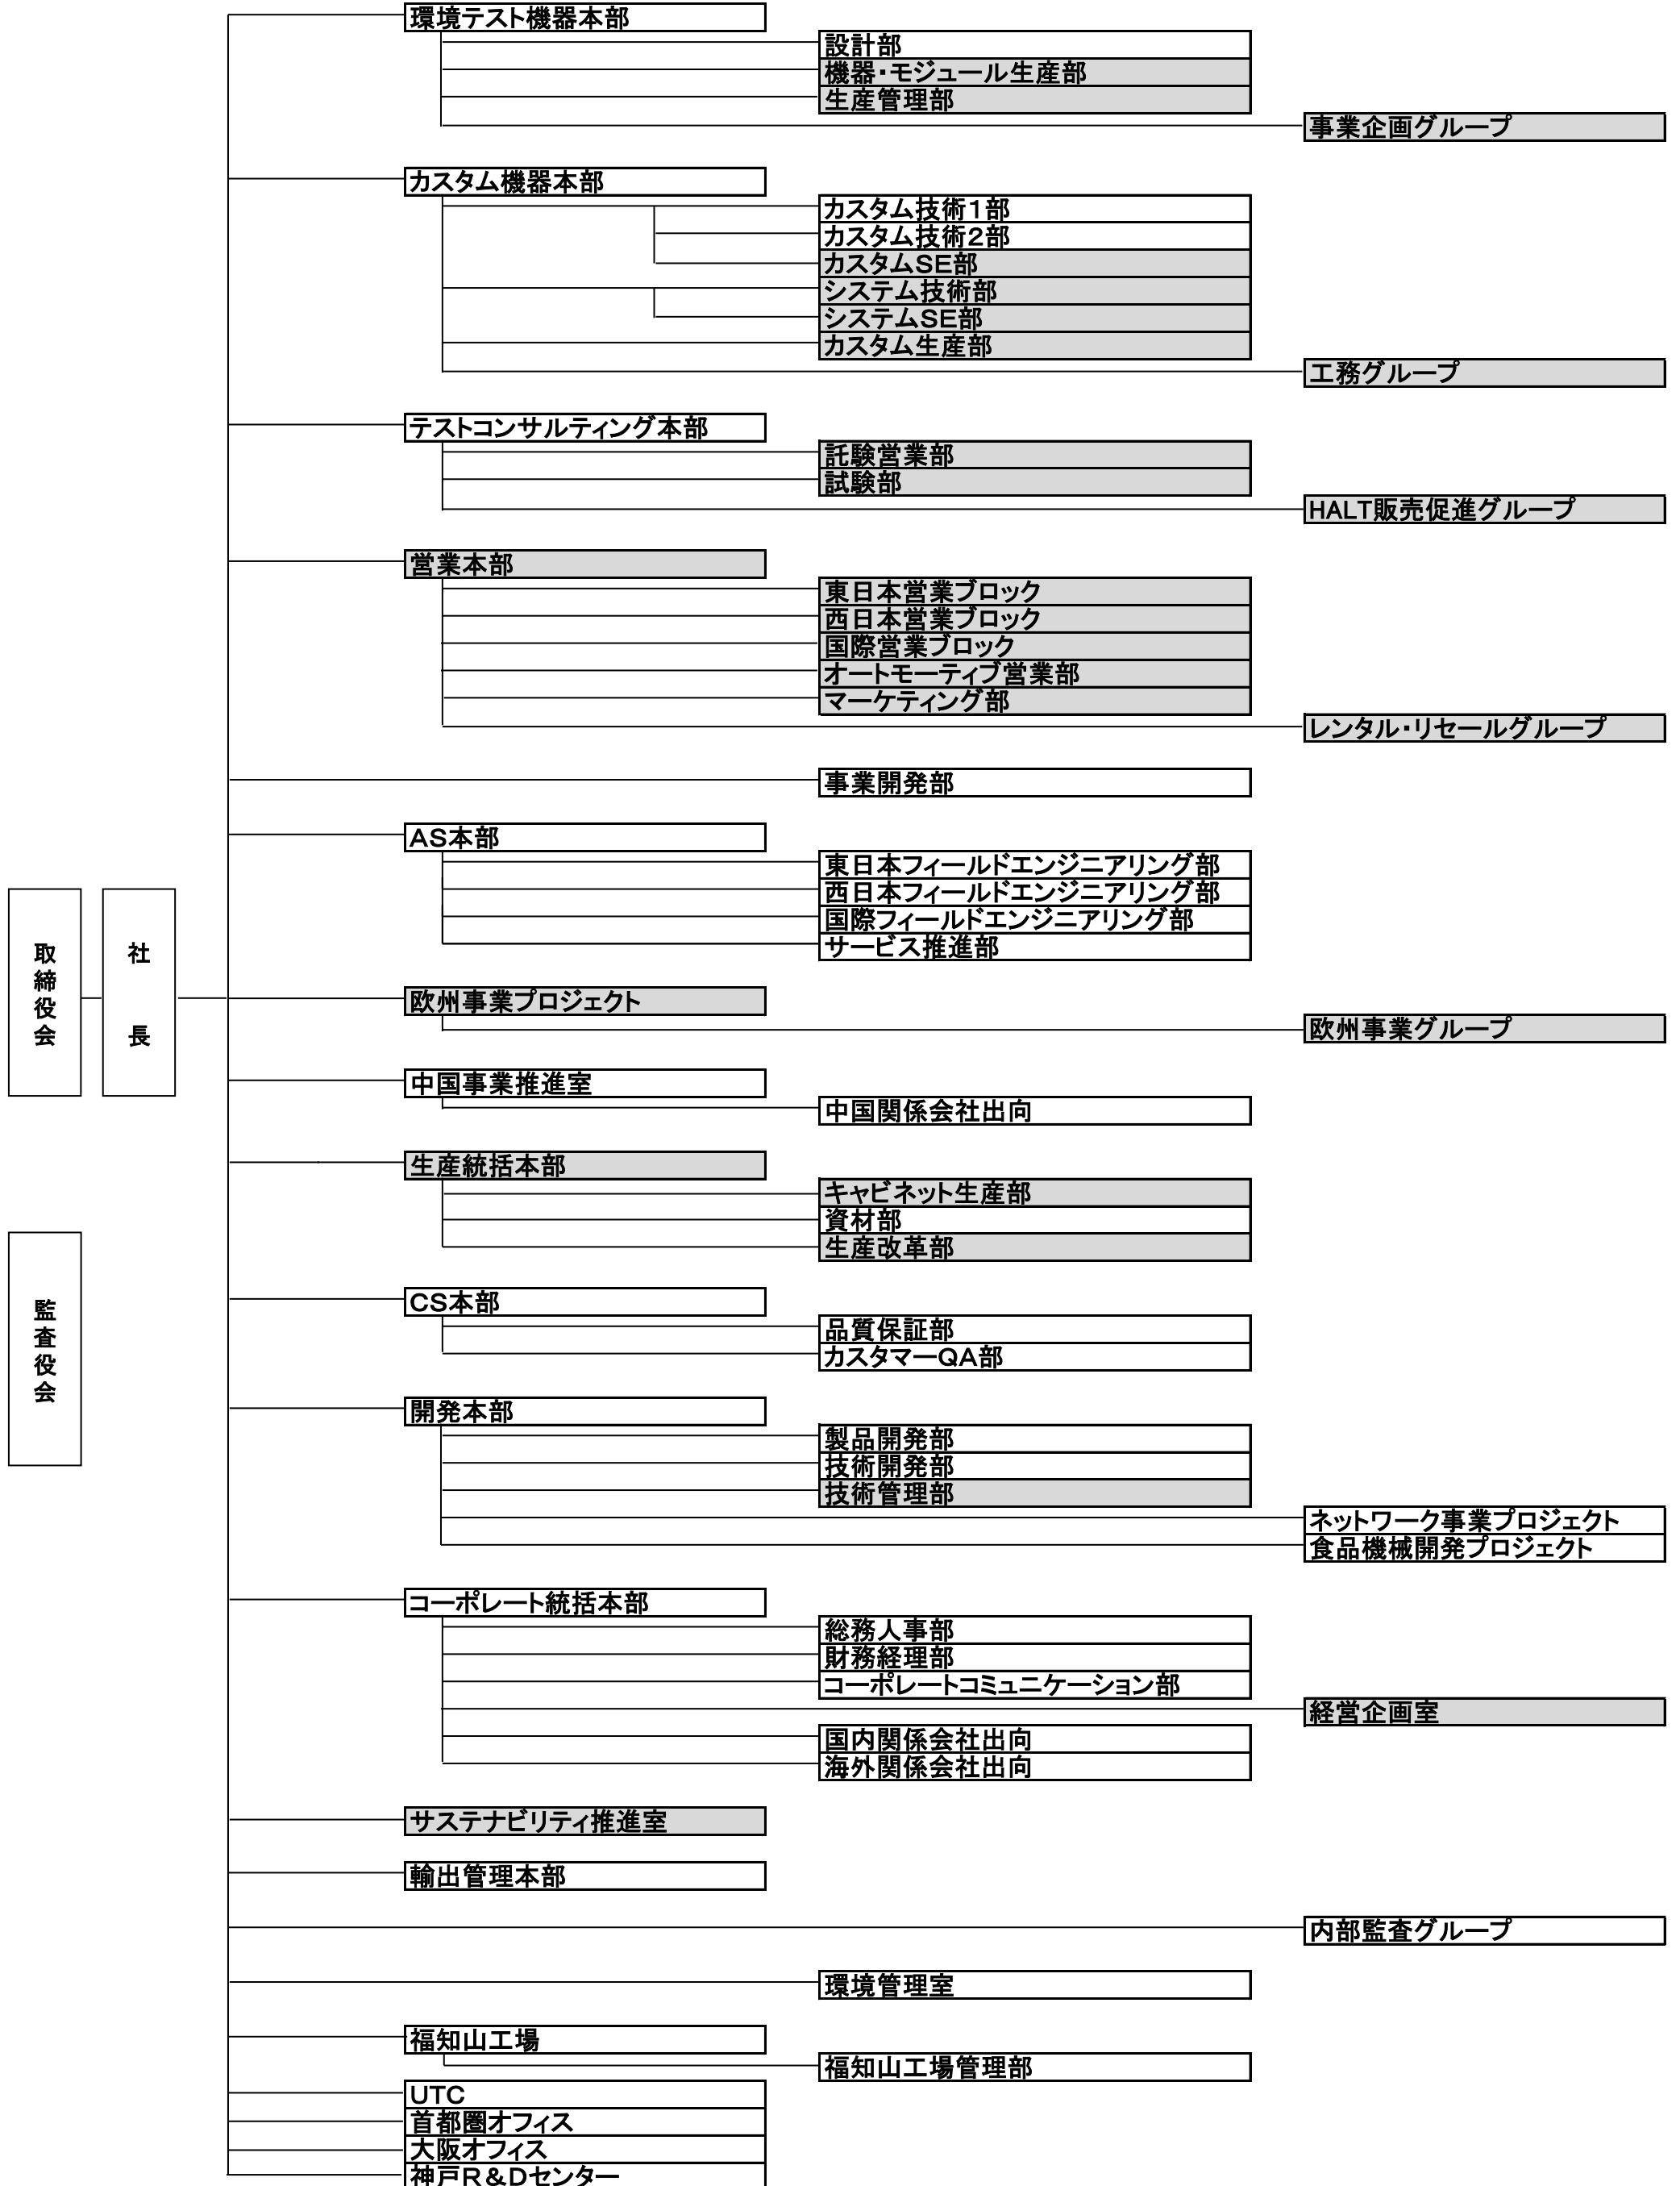 環境テスト機器本部
設計部
機器・モジュール生産部
生産管理部
事業企画グループ
カスタム機器本部
カスタム技術1部
カスタム技術2部
カスタムSE部
システム技術部
システムSE部
カスタム生産部
工務グループ
テストコンサルティング本部
託験営業部
試験部
HALT販売促進グループ
営業本部
東日本営業ブロック
西日本営業ブロック
国際営業ブロック
オートモーティブ営業部
マーケティング部
レンタル・リセールグループ
事業開発部
AS本部
東日本フィールドエンジニアリング部
西日本フィールドエンジニアリング部
国際フィールドエンジニアリング部
サービス推進部
取締役会
社長
欧州事業プロジェクト
欧州事業グループ
中国事業推進室
中国関係会社出向
生産統括本部
キャビネット生産部
資材部
生産改革部
監査役会
CS本部
品質保証部
カスタマーQA部
開発本部
製品開発部
技術開発部
技術管理部
ネットワーク事業プロジェクト
食品機械開発プロジェクト
コーポレート統括本部
総務人事部
財務経理部
コーポレートコミュニケーション部
経営企画室
国内関係会社出向
海外関係会社出向
サステナビリティ推進室
輸出管理本部
内部監査グループ
環境管理室
福知山工場
福知山工場管理部
UTC
首都圏オフィス
大阪オフィス
神戸R&Dセンター